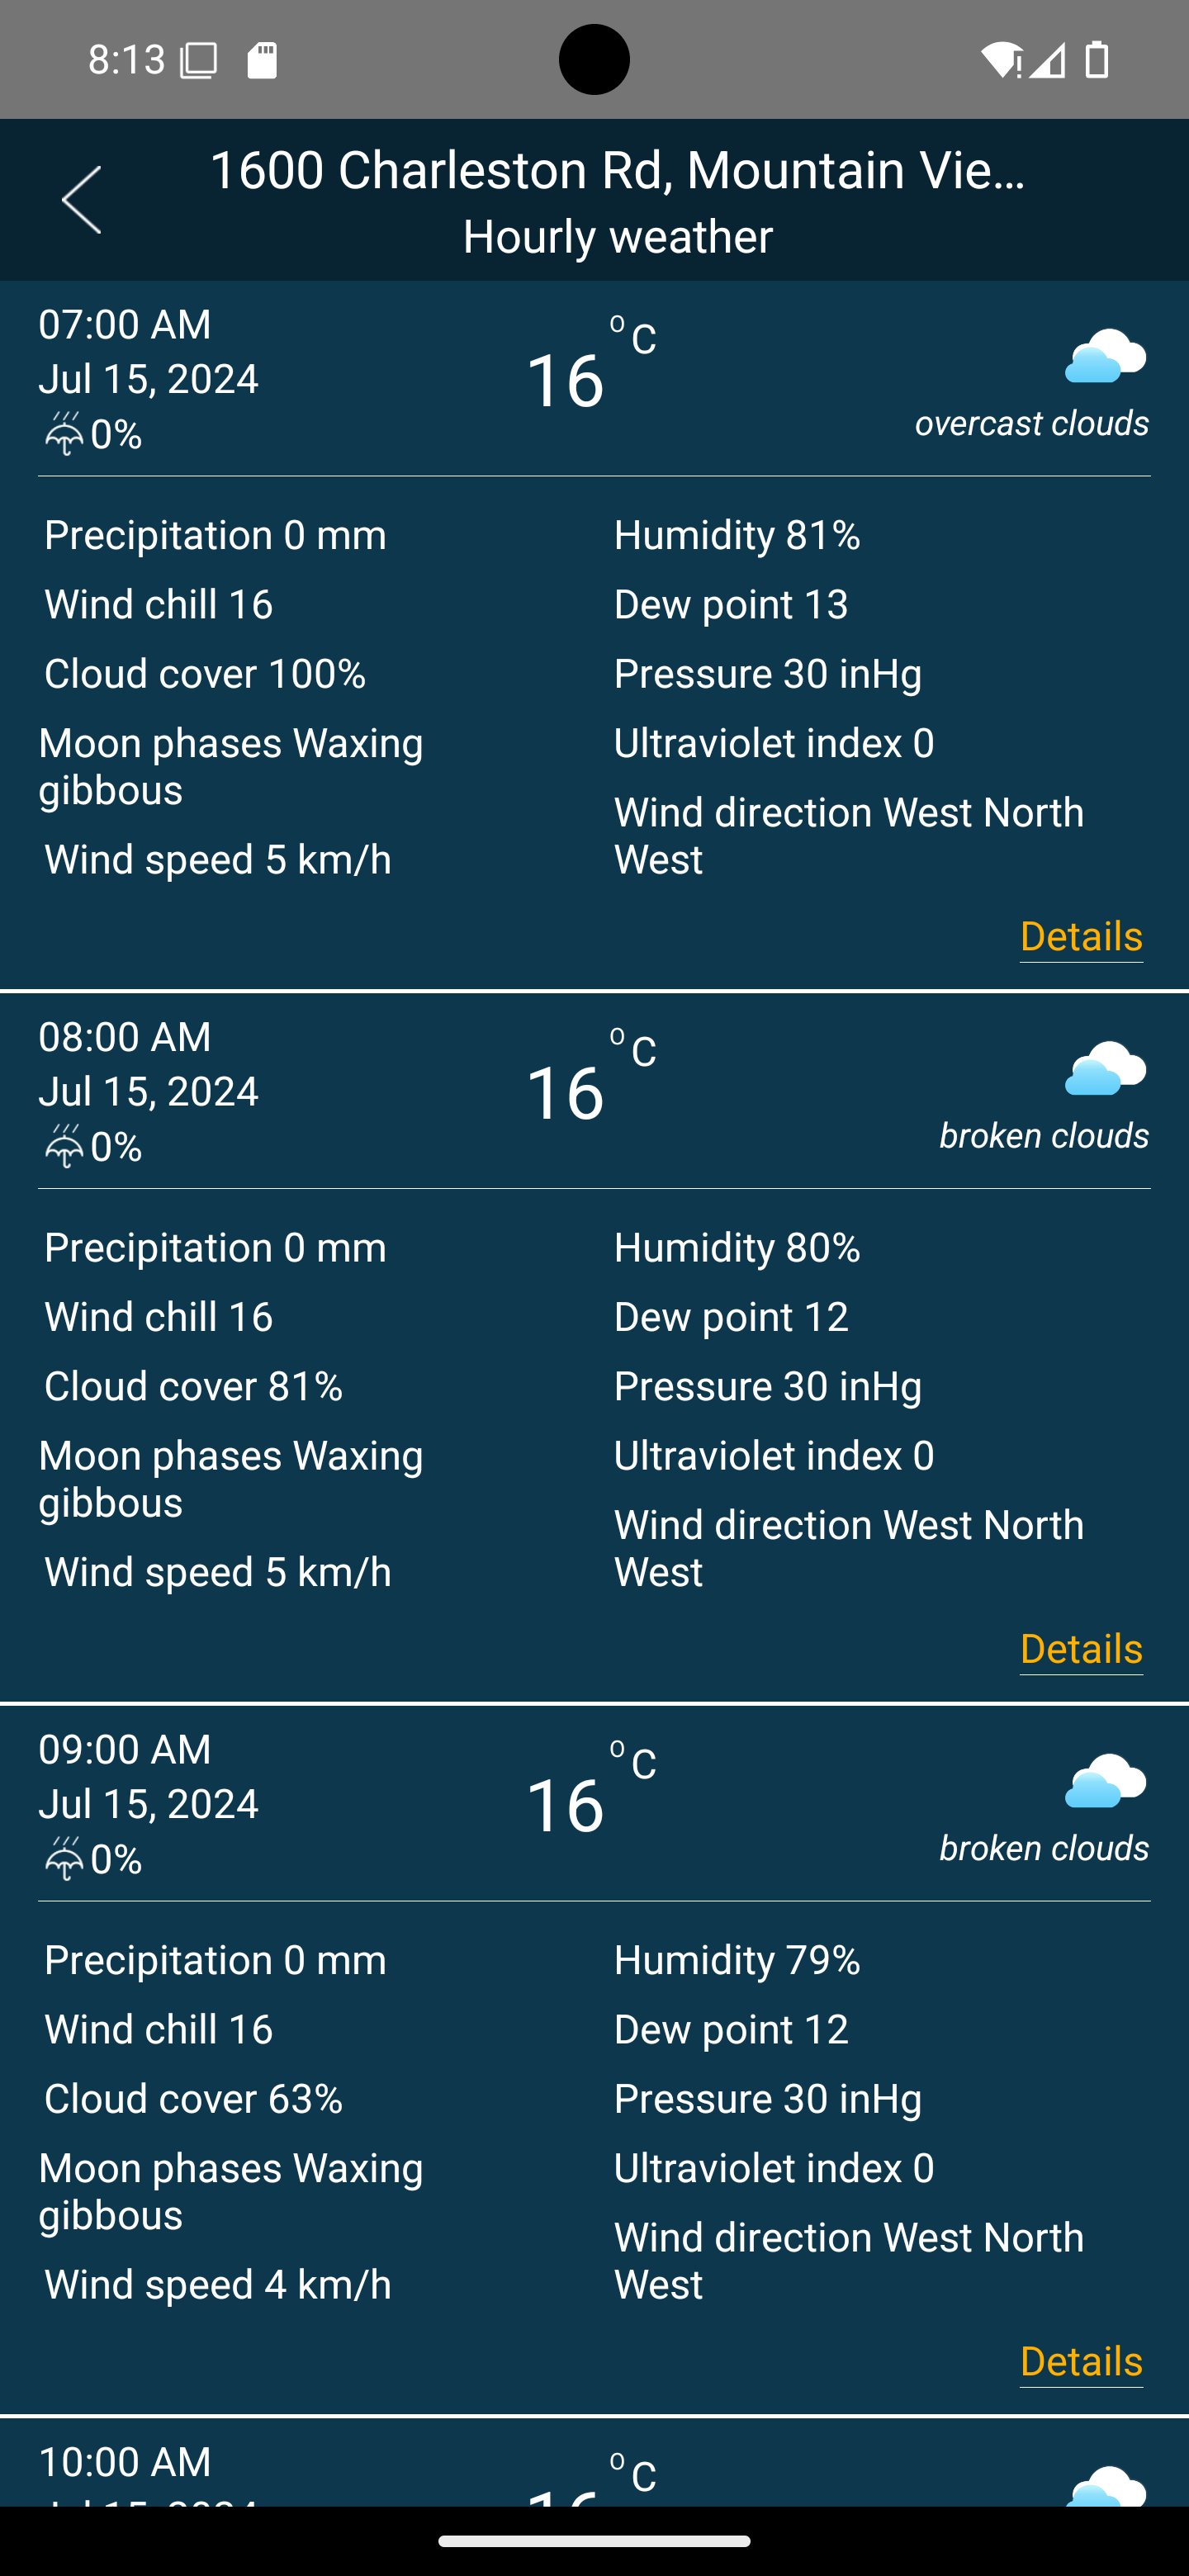 8:13
1600 Charleston Rd, Mountain Vie...
Hourly weather
07:00 AM
Jul 15, 2024
0%
16 °C
overcast clouds
Precipitation 0 mm
Wind chill 16
Cloud cover 100%
Moon phases Waxing
gibbous
Wind speed 5 km/h
Humidity 81%
Dew point 13
Pressure 30 inHg
Ultraviolet index 0
Wind direction West North
West
Details
08:00 AM
Jul 15, 2024
0%
16 °C
broken clouds
Precipitation 0 mm
Wind chill 16
Cloud cover 81%
Moon phases Waxing
gibbous
Wind speed 5 km/h
Humidity 80%
Dew point 12
Pressure 30 inHg
Ultraviolet index 0
Wind direction West North
West
Details
09:00 AM
Jul 15, 2024
0%
16 °C
broken clouds
Precipitation 0 mm
Wind chill 16
Cloud cover 63%
Moon phases Waxing
gibbous
Wind speed 4 km/h
Humidity 79%
Dew point 12
Pressure 30 inHg
Ultraviolet index 0
Wind direction West North
West
Details
10:00 AM
°C